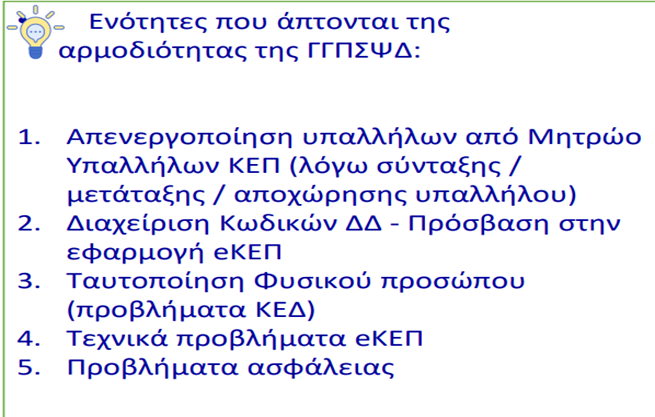 Ενότητες που άπτονται της
αρμοδιότητας της ΓΓΠΣΨΔ:
1. Απενεργοποίηση υπαλλήλων από Μητρώο
Υπαλλήλων ΚΕΠ (λόγω σύνταξης /
μετάταξης / αποχώρησης υπαλλήλου)
2. Διαχείριση Κωδικών ΔΔ - Πρόσβαση στην
εφαρμογή eΚΕΠ
3. Ταυτοποίηση Φυσικού προσώπου
(προβλήματα ΚΕΔ)
4. Τεχνικά προβλήματα eΚΕΠ
5. Προβλήματα ασφάλειας